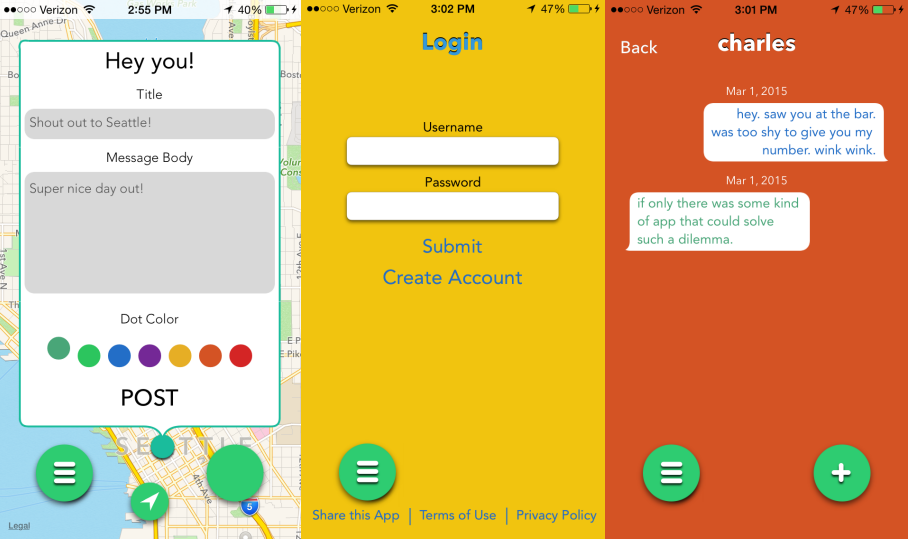 Verizon 2:55 PM 40%
Queen Anne Dr
Hey you!
Title
Shout out to Seattle!
Message Body
Super nice day out!
Dot Color
POST
SEATTLE
4th Ave
5
E Pike
Legal
Verizon 3:02 PM 47%
Login
Username
Password
Submit
Create Account
Share this App | Terms of Use | Privacy Policy
Verizon 3:01 PM 47%
Back
charles
Mar 1, 2015
hey. saw you at the bar.
was too shy to give you my
number. wink wink.
Mar 1, 2015
if only there was some kind
of app that could solve
such a dilemma.